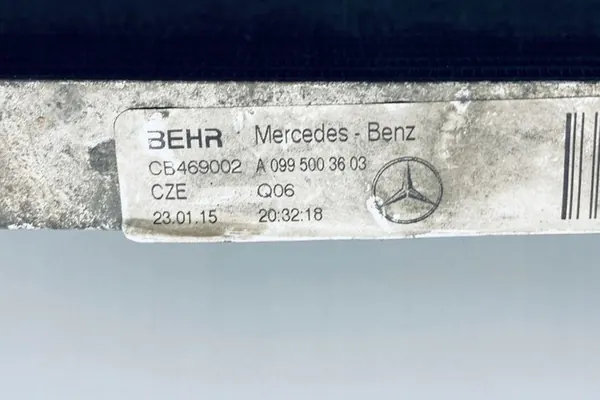 BEHR Mercedes - Benz
CB469002 A 099 500 36 03
CZE Q06
23.01.15 20:32:18